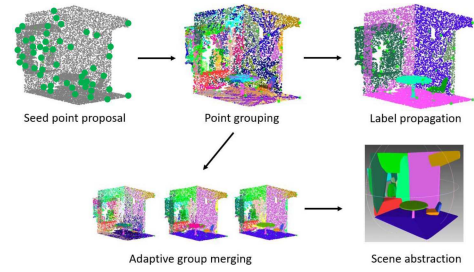 Seed point proposal
Point grouping
Label propagation
Adaptive group merging
Scene abstraction